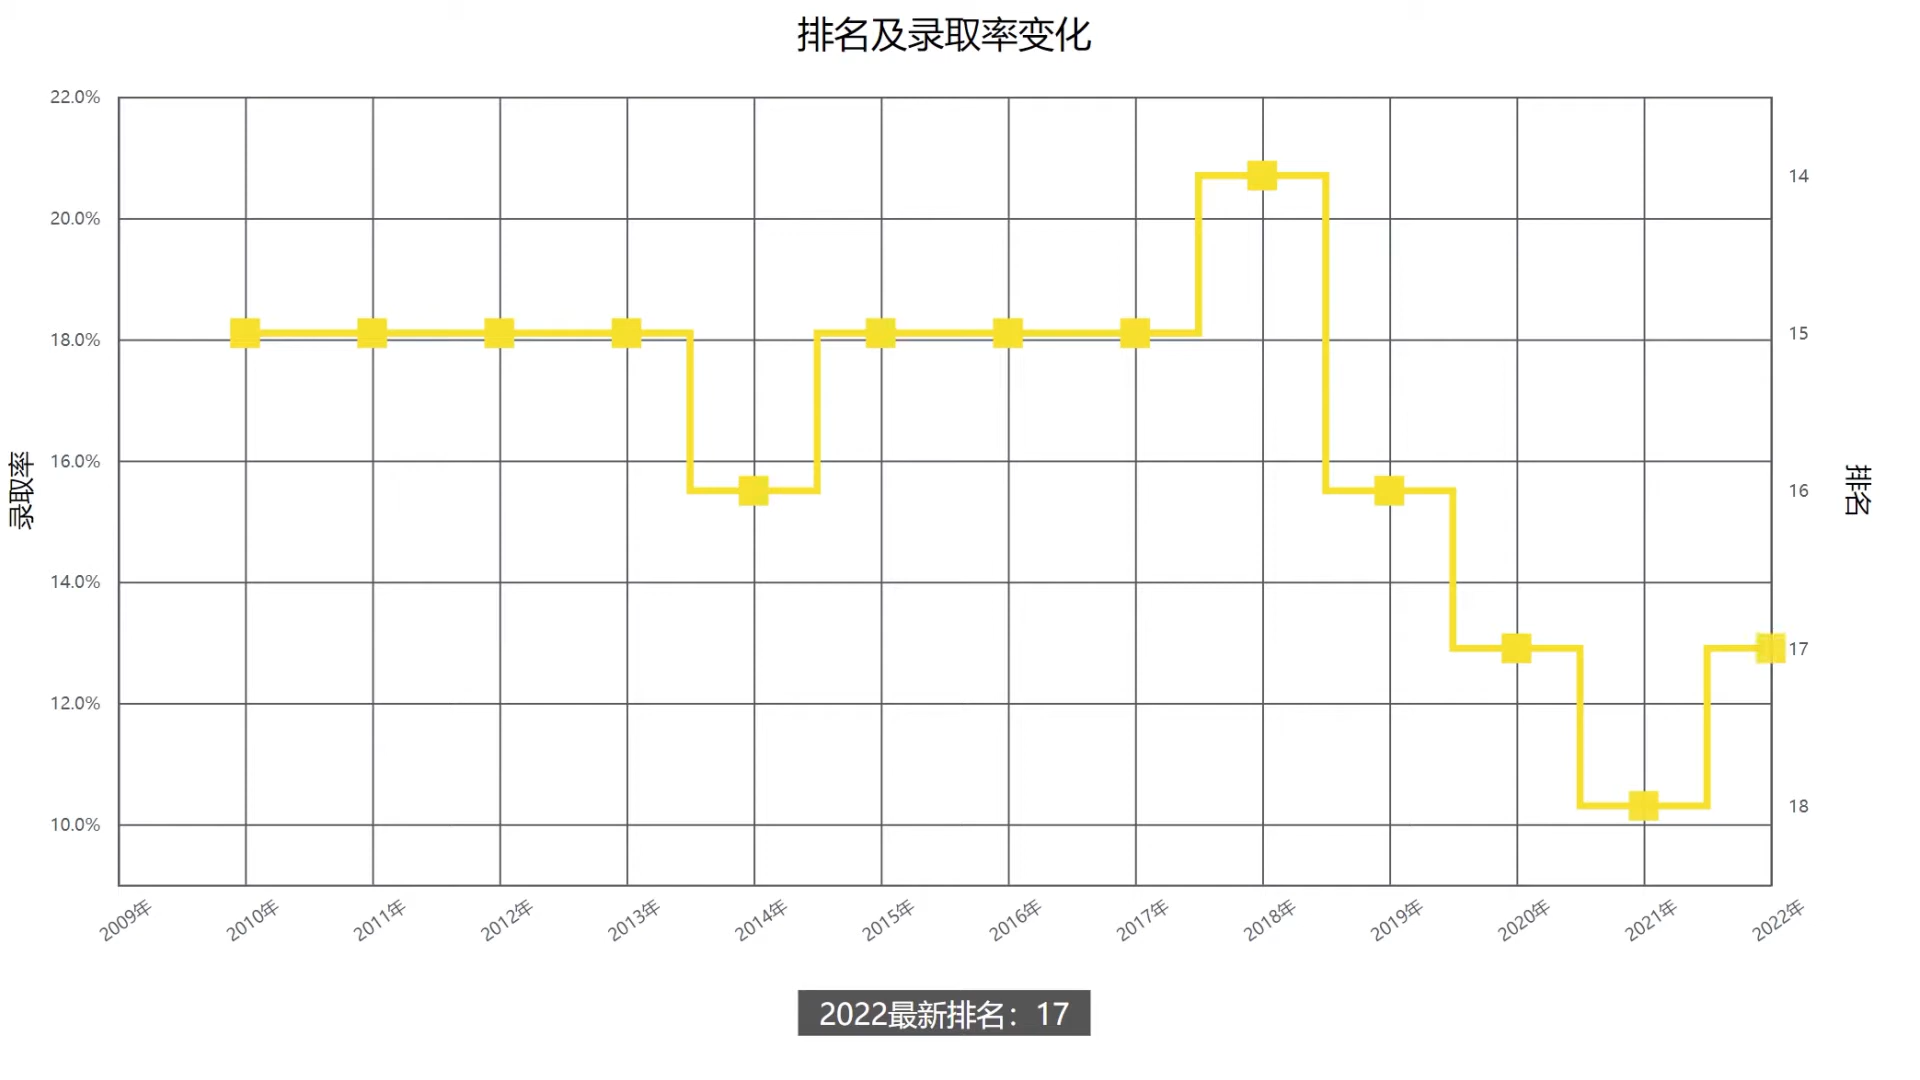 排名及录取率变化
22.0%
20.0%
18.0%
16.0%
14.0%
12.0%
10.0%
录取率
14
15
16
17
18
排名
2009年
2010年
2011年
2012年
2013年
2014年
2015年
2016年
2017年
2018年
2019年
2020年
2021年
2022年
2022最新排名：17